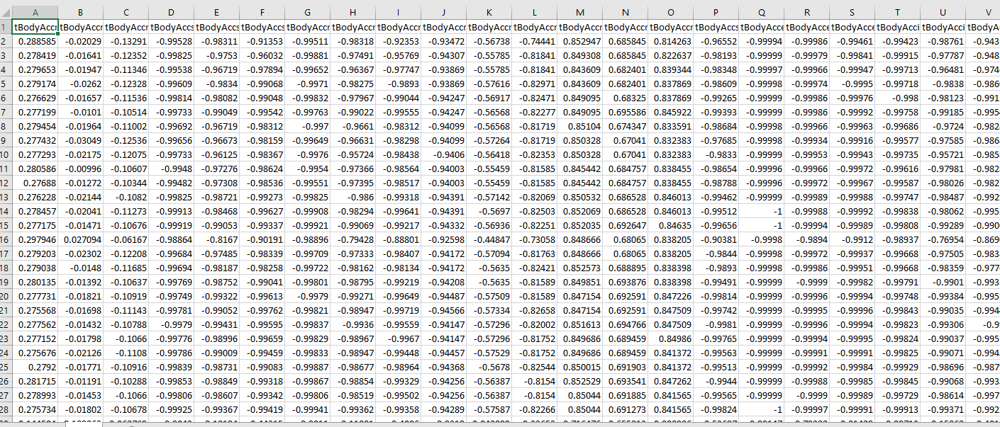 A B C D E F G H I J K L M N O P Q R S T U V
1 tBodyAccr tBodyAccr tBodyAccr tBodyAccs tBodyAccs tBodyAccs tBodyAccr tBodyAccr tBodyAccr tBodyAccr tBodyAccr tBodyAccr tBodyAccr tBodyAccr tBodyAccr tBodyAccs tBodyAcce tBodyAcce tBodyAcce tBodyAcci tBodyAcci tBodyA
2 0.288585 -0.02029 -0.13291 -0.99528 -0.98311 -0.91353 -0.99511 -0.98318 -0.92353 -0.93472 -0.56738 -0.74441 0.852947 0.685845 0.814263 -0.96552 -0.99994 -0.99986 -0.99461 -0.99423 -0.98761 -0.943
3 0.278419 -0.01641 -0.12352 -0.99825 -0.9753 -0.96032 -0.99881 -0.97491 -0.95769 -0.94307 -0.55785 -0.81841 0.849308 0.685845 0.822637 -0.98193 -0.99999 -0.99979 -0.99841 -0.99915 -0.97787 -0.948
4 0.279653 -0.01947 -0.11346 -0.99538 -0.96719 -0.97894 -0.99652 -0.96367 -0.97747 -0.93869 -0.55785 -0.81841 0.843609 0.682401 0.839344 -0.98348 -0.99997 -0.99966 -0.99947 -0.99713 -0.96481 -0.974
5 0.279174 -0.0262 -0.12328 -0.99609 -0.9834 -0.99068 -0.9971 -0.98275 -0.9893 -0.93869 -0.57616 -0.82971 0.843609 0.682401 0.837869 -0.98609 -0.99998 -0.99974 -0.9995 -0.99718 -0.9838 -0.986
6 0.276629 -0.01657 -0.11536 -0.99814 -0.98082 -0.99048 -0.99832 -0.97967 -0.99044 -0.94247 -0.56917 -0.82471 0.849095 0.68325 0.837869 -0.99265 -0.99999 -0.99986 -0.99976 -0.998 -0.98123 -0.991
7 0.277199 -0.0101 -0.10514 -0.99733 -0.99049 -0.99542 -0.99763 -0.99022 -0.99555 -0.94247 -0.56568 -0.82277 0.849095 0.695586 0.845922 -0.99393 -0.99999 -0.99986 -0.99992 -0.99758 -0.99185 -0.995
8 0.279454 -0.01964 -0.11002 -0.99692 -0.96719 -0.98312 -0.997 -0.9661 -0.98312 -0.94099 -0.56568 -0.81719 0.85104 0.674347 0.833591 -0.98684 -0.99998 -0.99966 -0.99963 -0.99686 -0.9724 -0.982
9 0.277432 -0.03049 -0.12536 -0.99656 -0.96673 -0.98159 -0.99649 -0.96631 -0.98298 -0.94099 -0.57264 -0.81719 0.850328 0.67041 0.832383 -0.97685 -0.99998 -0.99934 -0.99916 -0.99577 -0.97585 -0.986
10 0.277293 -0.02175 -0.12075 -0.99733 -0.96125 -0.98367 -0.9976 -0.95724 -0.98438 -0.9406 -0.56418 -0.82353 0.850328 0.67041 0.832383 -0.9833 -0.99998 -0.99953 -0.99943 -0.99735 -0.95721 -0.985
11 0.280586 -0.00996 -0.10607 -0.9948 -0.97276 -0.98624 -0.9954 -0.97366 -0.98564 -0.94003 -0.55459 -0.81585 0.845442 0.684757 0.838455 -0.98654 -0.99996 -0.99966 -0.99972 -0.99616 -0.97981 -0.982
12 0.27688 -0.01272 -0.10344 -0.99482 -0.97308 -0.98536 -0.99551 -0.97395 -0.98517 -0.94003 -0.55459 -0.81585 0.845442 0.684757 0.838455 -0.98788 -0.99996 -0.99972 -0.99967 -0.99587 -0.98026 -0.982
13 0.276228 -0.02144 -0.1082 -0.99825 -0.98721 -0.99273 -0.99825 -0.986 -0.99318 -0.94391 -0.57142 -0.82069 0.850532 0.686528 0.846013 -0.99462 -0.99999 -0.99989 -0.99988 -0.99747 -0.98487 -0.992
14 0.278457 -0.02041 -0.11273 -0.99913 -0.98468 -0.99627 -0.99908 -0.98294 -0.99641 -0.94391 -0.5697 -0.82503 0.852069 0.686528 0.846013 -0.99512 -1 -0.99988 -0.99992 -0.99838 -0.98062 -0.995
15 0.277175 -0.01471 -0.10676 -0.99919 -0.99053 -0.99337 -0.99921 -0.99069 -0.99217 -0.94332 -0.56936 -0.82251 0.852035 0.692647 0.84635 -0.99656 -1 -0.99994 -0.99989 -0.99808 -0.99289 -0.990
16 0.297946 0.027094 -0.06167 -0.98864 -0.8167 -0.90191 -0.98896 -0.79428 -0.88801 -0.92598 -0.44847 -0.73058 0.848666 0.68065 0.838205 -0.90381 -0.9998 -0.9894 -0.9912 -0.98937 -0.76954 -0.869
17 0.279203 -0.02302 -0.12208 -0.99684 -0.97485 -0.98339 -0.99709 -0.97333 -0.98407 -0.94172 -0.57094 -0.81763 0.848666 0.68065 0.838205 -0.9844 -0.99998 -0.99972 -0.99937 -0.99668 -0.97505 -0.983
18 0.279038 -0.0148 -0.11685 -0.99694 -0.98187 -0.98258 -0.99722 -0.98162 -0.98134 -0.94172 -0.5635 -0.82421 0.852573 0.688895 0.838398 -0.9893 -0.99998 -0.99986 -0.99951 -0.99668 -0.98359 -0.977
19 0.280135 -0.01392 -0.10637 -0.99769 -0.98752 -0.99041 -0.99801 -0.98795 -0.99219 -0.94208 -0.5635 -0.81589 0.849851 0.693876 0.838398 -0.99491 -0.99999 -0.9999 -0.99982 -0.99791 -0.9901 -0.993
20 0.277731 -0.01821 -0.10919 -0.99749 -0.99322 -0.99613 -0.9979 -0.99271 -0.99649 -0.94487 -0.57509 -0.81589 0.847154 0.692591 0.847226 -0.99814 -0.99999 -0.99996 -0.99994 -0.99748 -0.99384 -0.995
21 0.275568 -0.01698 -0.11143 -0.99781 -0.99052 -0.99762 -0.99821 -0.98947 -0.99719 -0.94566 -0.57334 -0.82658 0.847154 0.692591 0.847509 -0.99742 -0.99999 -0.99995 -0.99996 -0.99843 -0.99035 -0.994
22 0.277562 -0.01432 -0.10788 -0.9979 -0.99431 -0.99595 -0.99837 -0.9936 -0.99559 -0.94147 -0.57296 -0.82002 0.851613 0.694766 0.847509 -0.9981 -0.99999 -0.99996 -0.99994 -0.99823 -0.99306 -0.9
23 0.277152 -0.01798 -0.1066 -0.99776 -0.98996 -0.99659 -0.99829 -0.98967 -0.9967 -0.94147 -0.57296 -0.81752 0.849686 0.689459 0.84986 -0.99765 -0.99999 -0.99994 -0.99995 -0.99824 -0.99037 -0.995
24 0.275676 -0.02126 -0.1108 -0.99786 -0.99009 -0.99459 -0.99833 -0.98947 -0.99448 -0.94457 -0.57529 -0.81752 0.849686 0.689459 0.841372 -0.99563 -0.99999 -0.99991 -0.99991 -0.99825 -0.99071 -0.994
25 0.2792 -0.01771 -0.10916 -0.99839 -0.98731 -0.99083 -0.99887 -0.98677 -0.98964 -0.94368 -0.5678 -0.82544 0.850015 0.691903 0.841372 -0.99513 -0.99999 -0.99992 -0.99984 -0.99929 -0.98696 -0.987
26 0.281715 -0.01191 -0.10288 -0.99853 -0.98849 -0.99318 -0.99867 -0.98854 -0.99329 -0.94256 -0.56387 -0.8154 0.852529 0.693541 0.847262 -0.9944 -0.99999 -0.99988 -0.99985 -0.99845 -0.99068 -0.993
27 0.278993 -0.01453 -0.1066 -0.99806 -0.98607 -0.99342 -0.99806 -0.98519 -0.99502 -0.94256 -0.56387 -0.8154 0.85044 0.691885 0.841565 -0.99565 -0.99999 -0.9999 -0.99989 -0.99729 -0.98614 -0.997
28 0.275734 -0.01802 -0.10678 -0.99925 -0.99367 -0.99419 -0.99941 -0.99362 -0.99358 -0.94289 -0.57587 -0.82266 0.85044 0.691273 0.841565 -0.99824 -1 -0.99997 -0.99991 -0.99913 -0.99371 -0.992